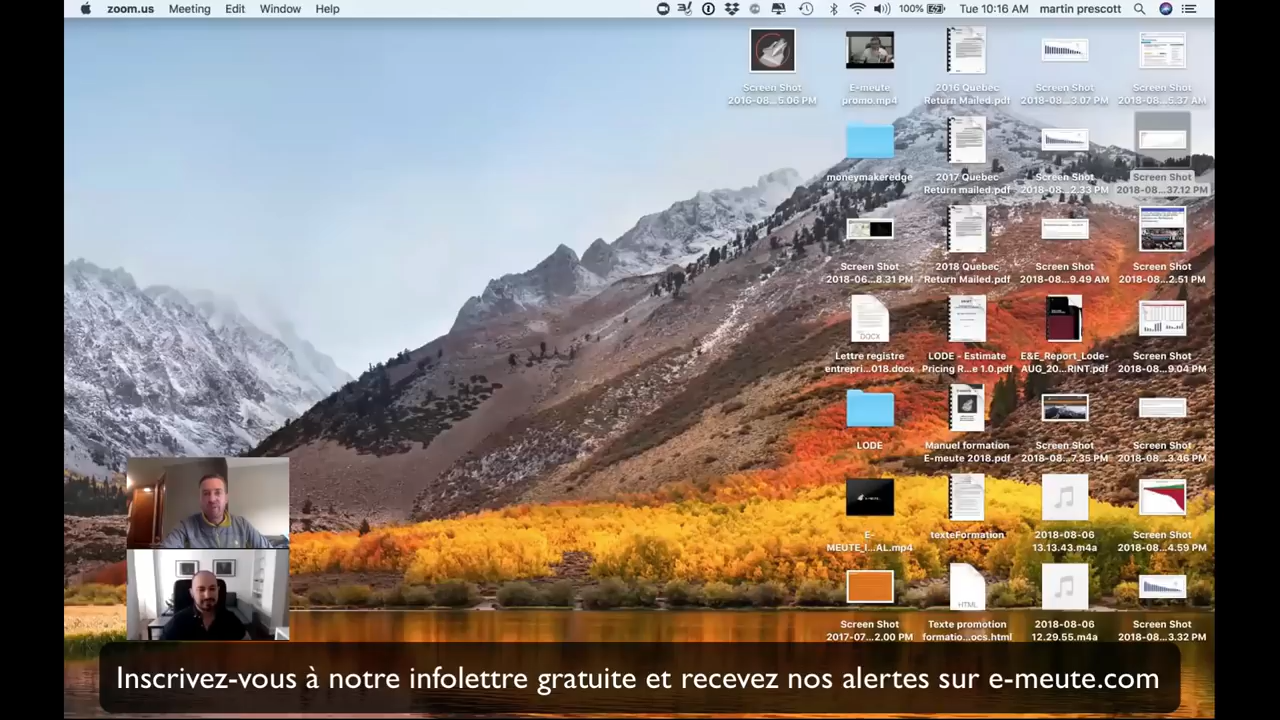 zoom.us Meeting Edit Window Help 100% Tue 10:16 AM martin prescott
Screen Shot
2016-08...5.06 PM
E-meute
promo.mp4
2016 Quebec
Return Mailed.pdf
Screen Shot
2018-08...3.07 PM
Screen Shot
2018-08...5.37 AM
moneymakeredge
2017 Quebec
Return mailed.pdf
Screen Shot
2018-08...2.33 PM
Screen Shot
2018-08...37.12 PM
Screen Shot
2018-06...8.31 PM
2018 Quebec
Return Mailed.pdf
Screen Shot
2018-08...9.49 AM
Screen Shot
2018-08...2.51 PM
DOCX
Lettre registre
entrepri...018.docx
LODE - Estimate
Pricing R...e 1.0.pdf
E&E_Report_Lode-
AUG_20...RINT.pdf
Screen Shot
2018-08...9.04 PM
LODE
Manuel formation
E-meute 2018.pdf
Screen Shot
2018-08...7.35 PM
Screen Shot
2018-08...3.46 PM
E-
MEUTE_I...AL.mp4
texteFormation
2018-08-06
13.13.43.m4a
Screen Shot
2018-08...4.59 PM
HTML
Screen Shot
2017-07...2.00 PM
Texte promotion
formatio...ocs.html
2018-08-06
12.29.55.m4a
Screen Shot
2018-08...3.32 PM
Inscrivez-vous à notre infolettre gratuite et recevez nos alertes sur e-meute.com